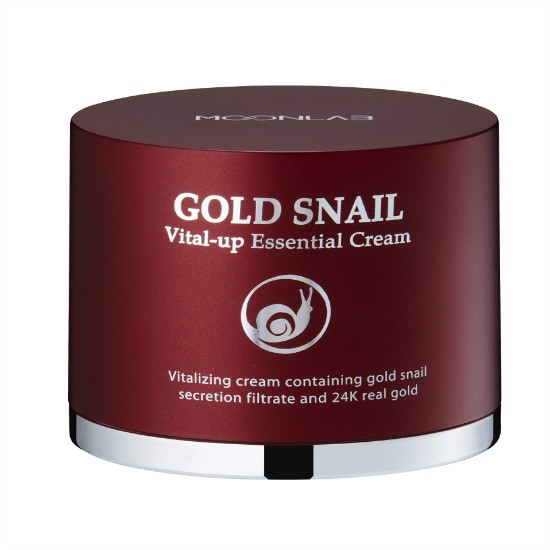 MOONLAB
GOLD SNAIL
Vital-up Essential Cream
Vitalizing cream containing gold snail
secretion filtrate and 24K real gold